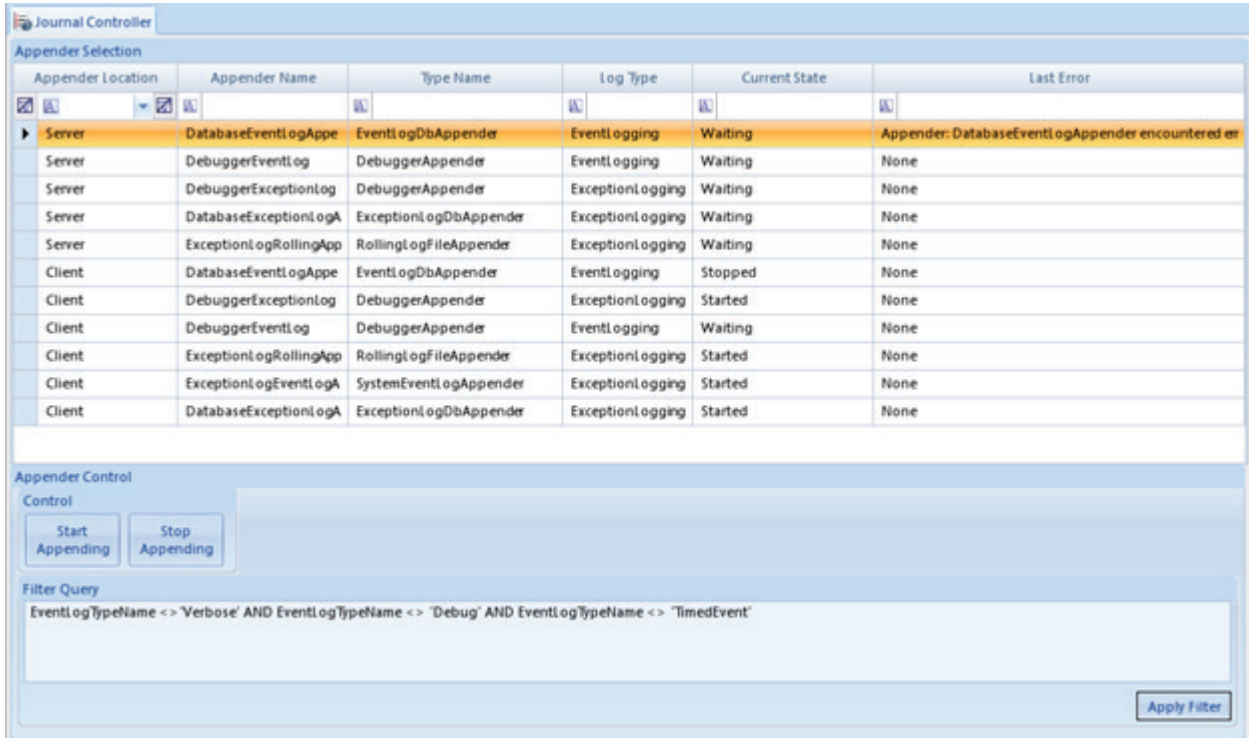 Journal Controller
Appender Selection
Appender Location Appender Name Type Name Log Type Current State Last Error
Server DatabaseEventLogAppe EventLogDbAppender EventLogging Waiting Appender: DatabaseEventLogAppender encountered err
Server DebuggerEventLog DebuggerAppender EventLogging Waiting None
Server DebuggerExceptionLog DebuggerAppender ExceptionLogging Waiting None
Server DatabaseExceptionLogA ExceptionLogDbAppender ExceptionLogging Waiting None
Server ExceptionLogRollingApp RollingLogFileAppender ExceptionLogging Waiting None
Client DatabaseEventLogAppe EventLogDbAppender EventLogging Stopped None
Client DebuggerExceptionLog DebuggerAppender ExceptionLogging Started None
Client DebuggerEventLog DebuggerAppender EventLogging Waiting None
Client ExceptionLogRollingApp RollingLogFileAppender ExceptionLogging Started None
Client ExceptionLogEventLogA SystemEventLogAppender ExceptionLogging Started None
Client DatabaseExceptionLogA ExceptionLogDbAppender ExceptionLogging Started None
Appender Control
Control
Start Stop
Appending Appending
Filter Query
EventLogTypeName <> 'Verbose' AND EventLogTypeName <> 'Debug' AND EventLogTypeName <> 'TimedEvent'
Apply Filter